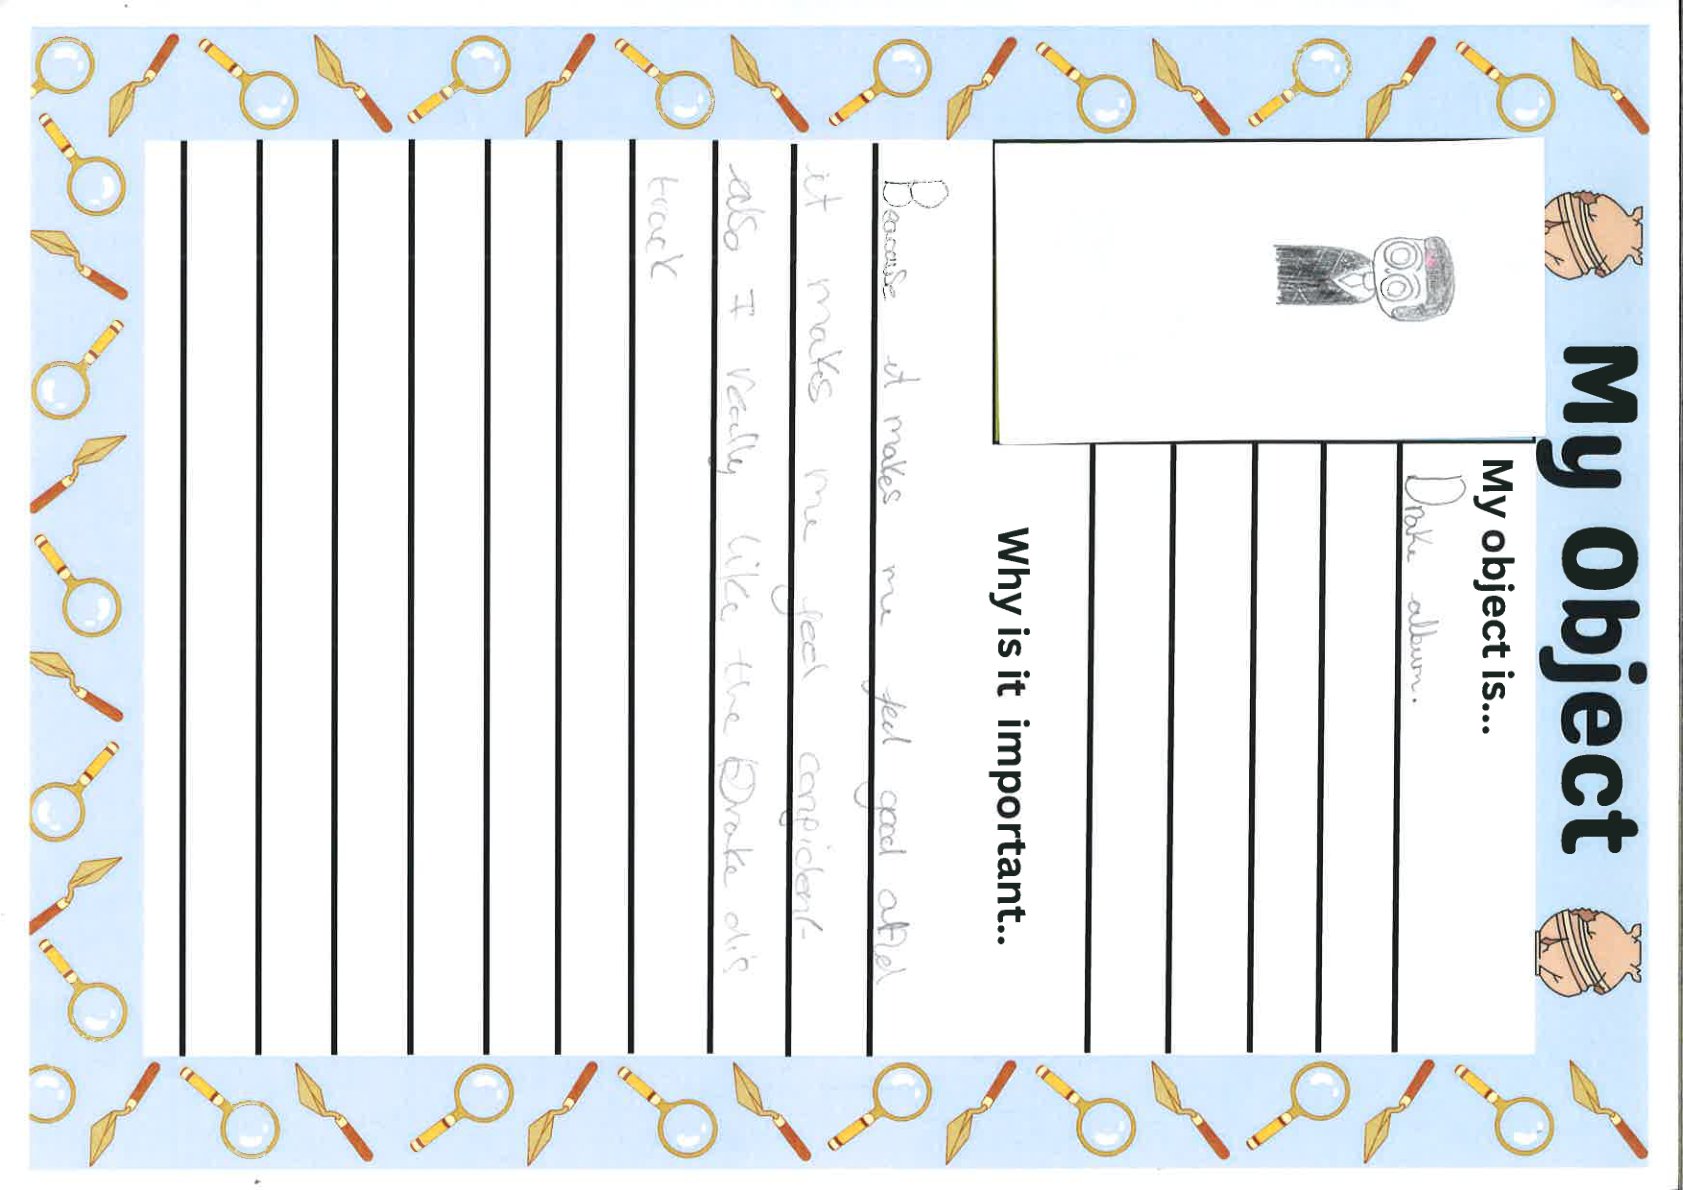 My Object
My object is...
Drake album.
Why is it important..
Beacause it makes me feel good and
it makes me feel confident
also I really like the Drake dis
track